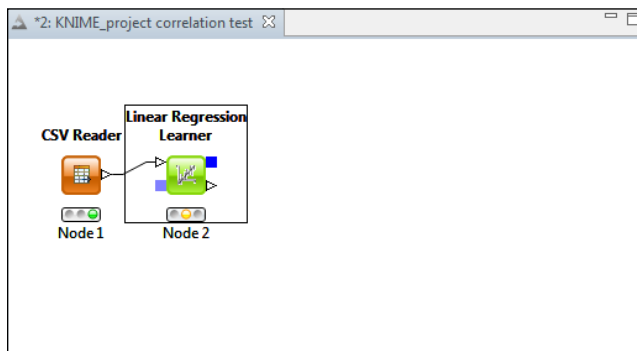 *2: KNIME_project correlation test
Linear Regression
CSV Reader Learner
Node 1 Node 2